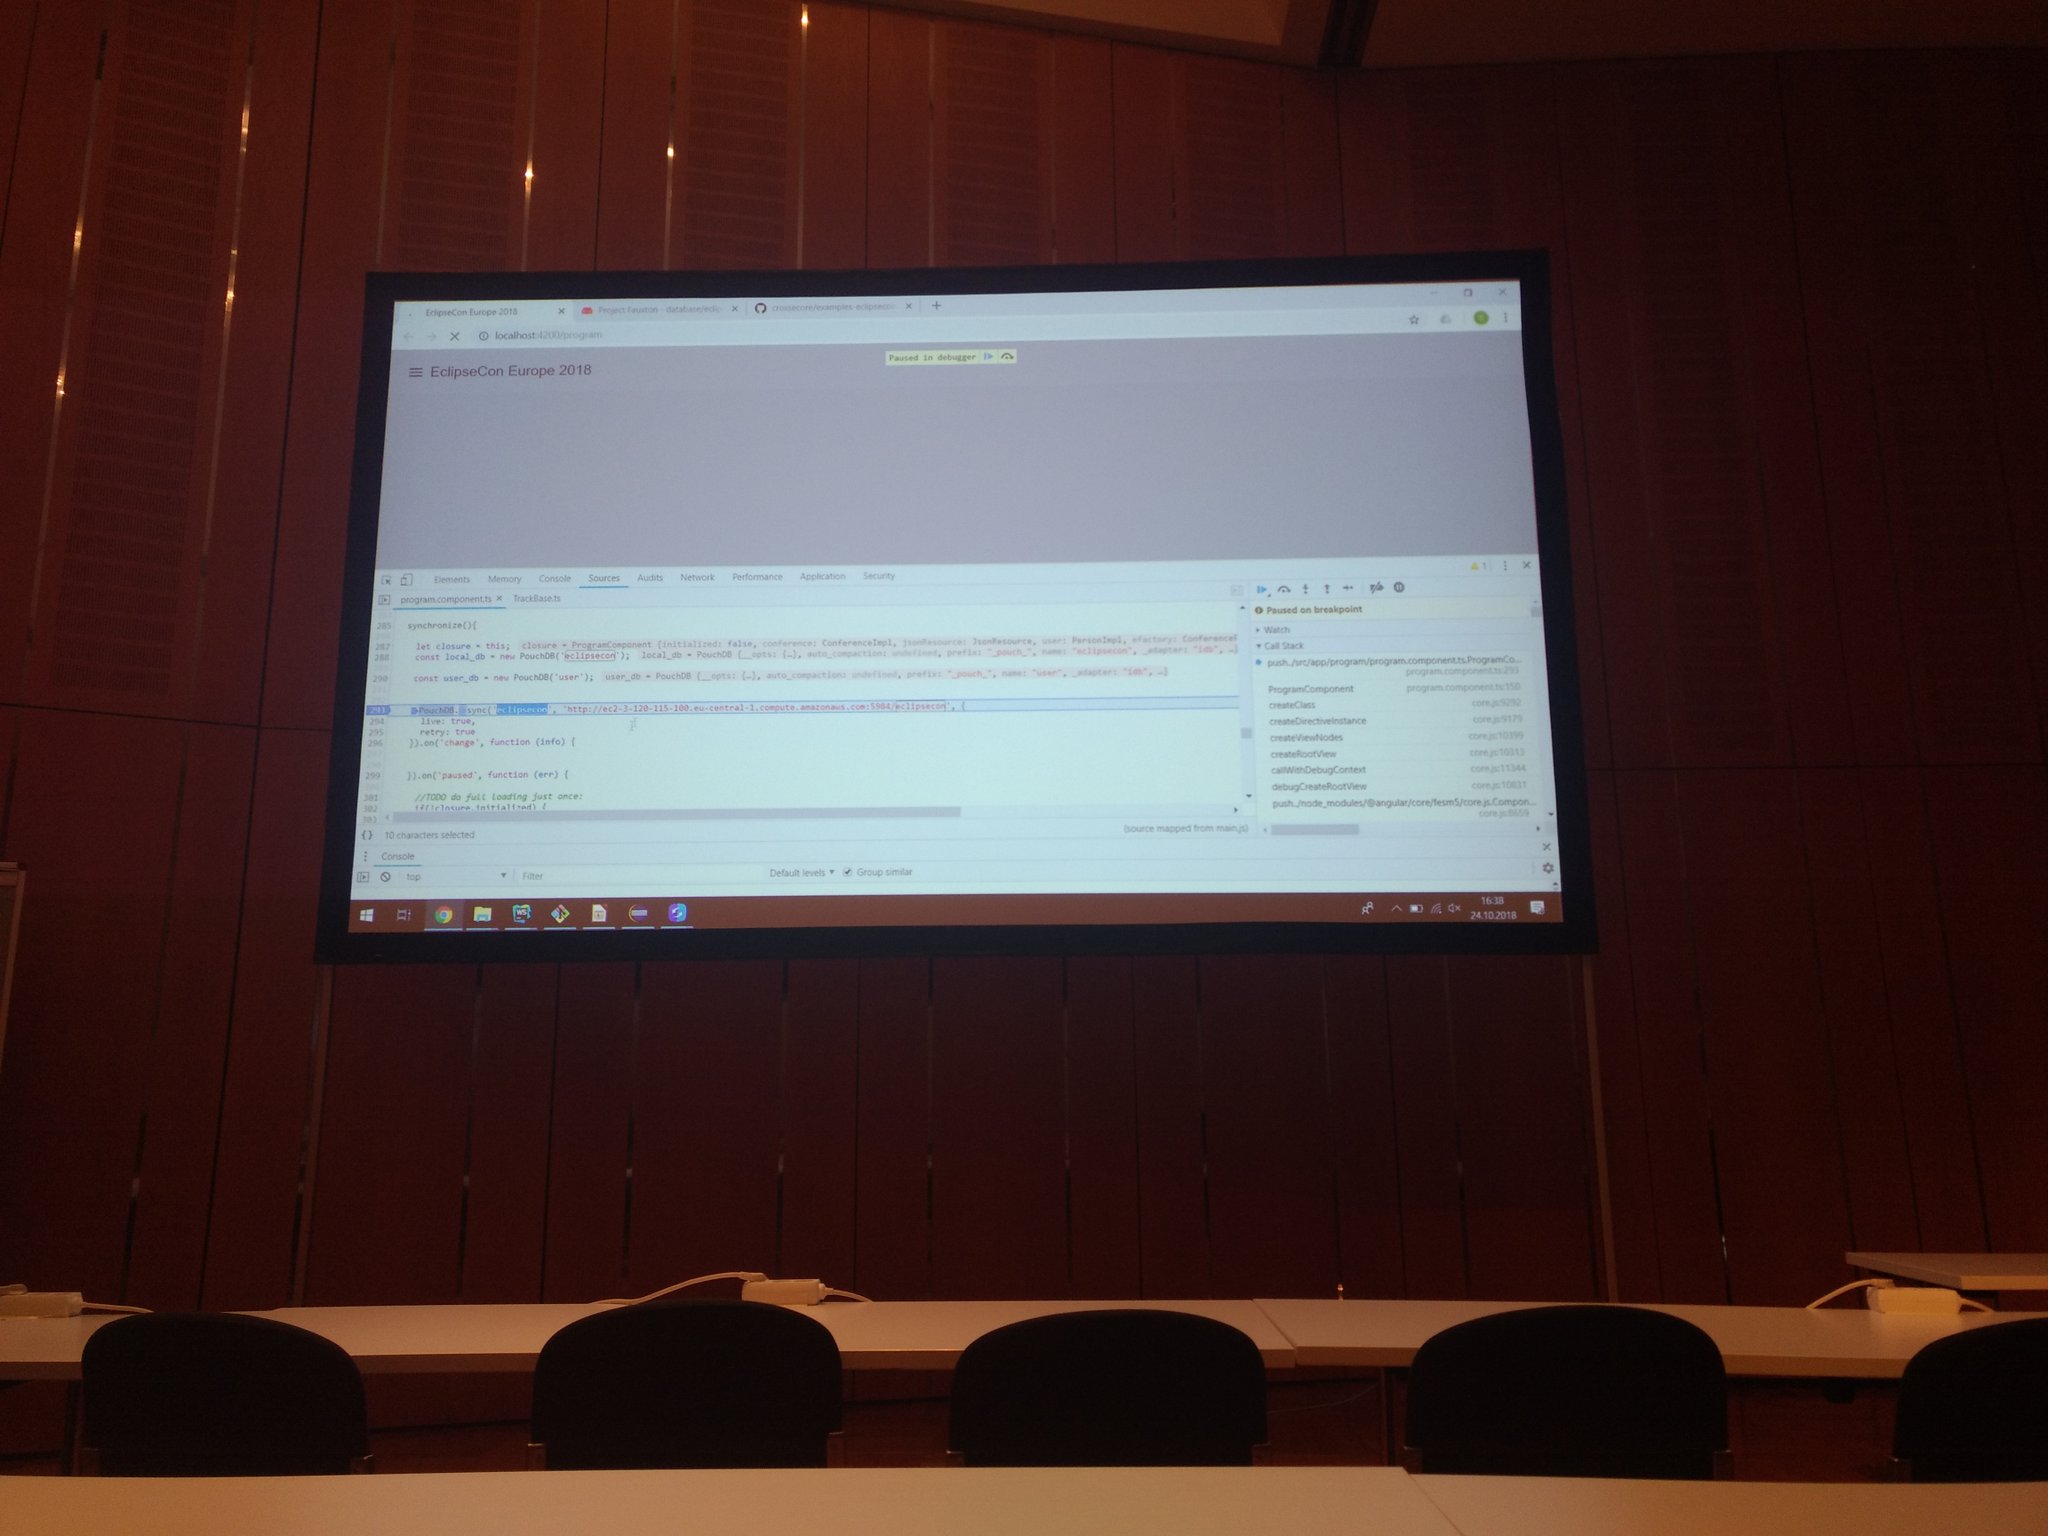 EclipseCon Europe 2018
Project Fauxton - database/eclip
localhost:4200/program
Paused in debugger
EclipseCon Europe 2018
Elements Memory Console Sources Audits Network Performance Application Security
1
program.component.ts TrackBase.ts
285 synchronize(){
287 let closure = this; closure = ProgramComponent {initialized: false, conference: ConferenceImpl, jsonResource: JsonResource, user: PersonImpl, efactory:
288 const local_db = new PouchDB('eclipsecon'); local_db = PouchDB {__opts: {…}, auto_compaction: undefined, prefix: "_pouch_", name: "eclipsecon", _adapter: "idb", …}
290 const user_db = new PouchDB('user'); user_db = PouchDB {__opts: {…}, auto_compaction: undefined, prefix: "_pouch_", name: "user", _adapter: "idb", …}
293 PouchDB. sync('eclipsecon', 'http://ec2-3-120-115-100.eu-central-1.compute.amazonaws.com:5984/eclipsecon', {
294 live: true,
295 retry: true
296 }).on('change', function (info) {
299 }).on('paused', function (err) {
301 //TODO do full loading just once:
302 if(!closure.initialized) {
303
{} 10 characters selected (source mapped from main.js)
Paused on breakpoint
Watch
Call Stack
push../src/app/program/program.component.ts.ProgramCo...
program.component.ts:293
ProgramComponent program.component.ts:150
createClass core.js:9292
createDirectiveInstance core.js:9179
createViewNodes core.js:10399
createRootView core.js:10313
callWithDebugContext core.js:11344
debugCreateRootView core.js:10831
push../node_modules/@angular/core/fesm5/core.js.Compon...
core.js:8659
Console
top Filter Default levels Group similar
16:38
24.10.2018